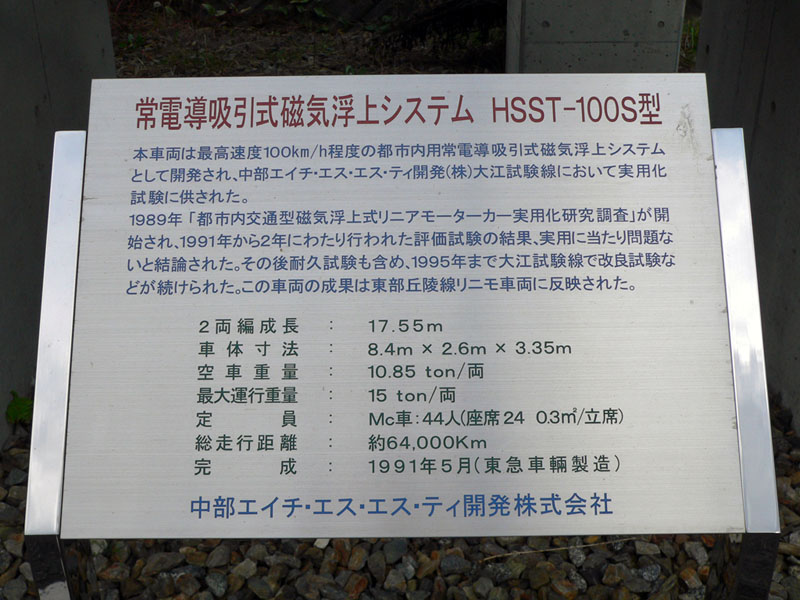 常電導吸引式磁気浮上システム HSST-100S型
本車両は最高速度100km/h程度の都市内用常電導吸引式磁気浮上システム
として開発され、中部エイチ・エス・エス・ティ開発(株)大江試験線において実用化
試験に供された。
1989年「都市内交通型磁気浮上式リニアモーターカー実用化研究調査」が開
始され、1991年から2年にわたり行われた評価試験の結果、実用に当たり問題な
いと結論された。その後耐久試験も含め、1995年まで大江試験線で改良試験な
どが続けられた。この車両の成果は東部丘陵線リニモ車両に反映された。
2両編成長 : 17.55m
車体寸法 : 8.4m × 2.6m × 3.35m
空車重量 : 10.85 ton/両
最大運行重量 : 15 ton/両
定員 : Mc車:44人(座席24 0.3㎡/立席)
総走行距離 : 約64,000Km
完成 : 1991年5月(東急車輛製造)
中部エイチ・エス・エス・ティ開発株式会社